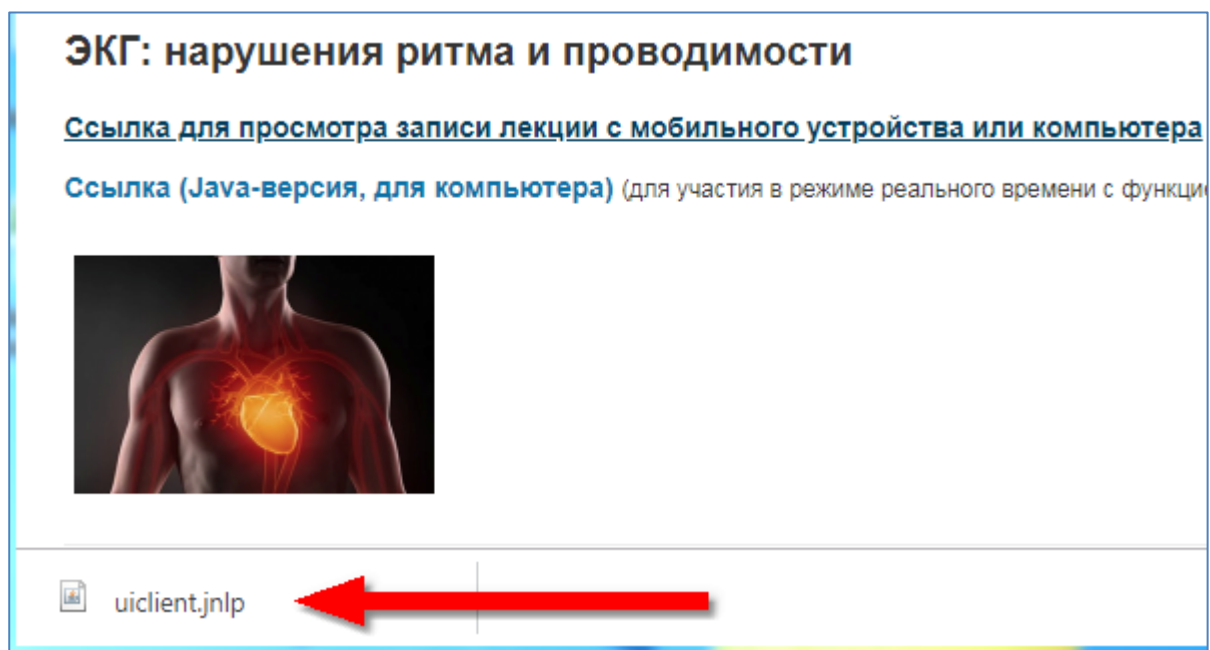 ЭКГ: нарушения ритма и проводимости
Ссылка для просмотра записи лекции с мобильного устройства или компьютера
Ссылка (Java-версия, для компьютера) (для участия в режиме реального времени с
uiclient.jnlp